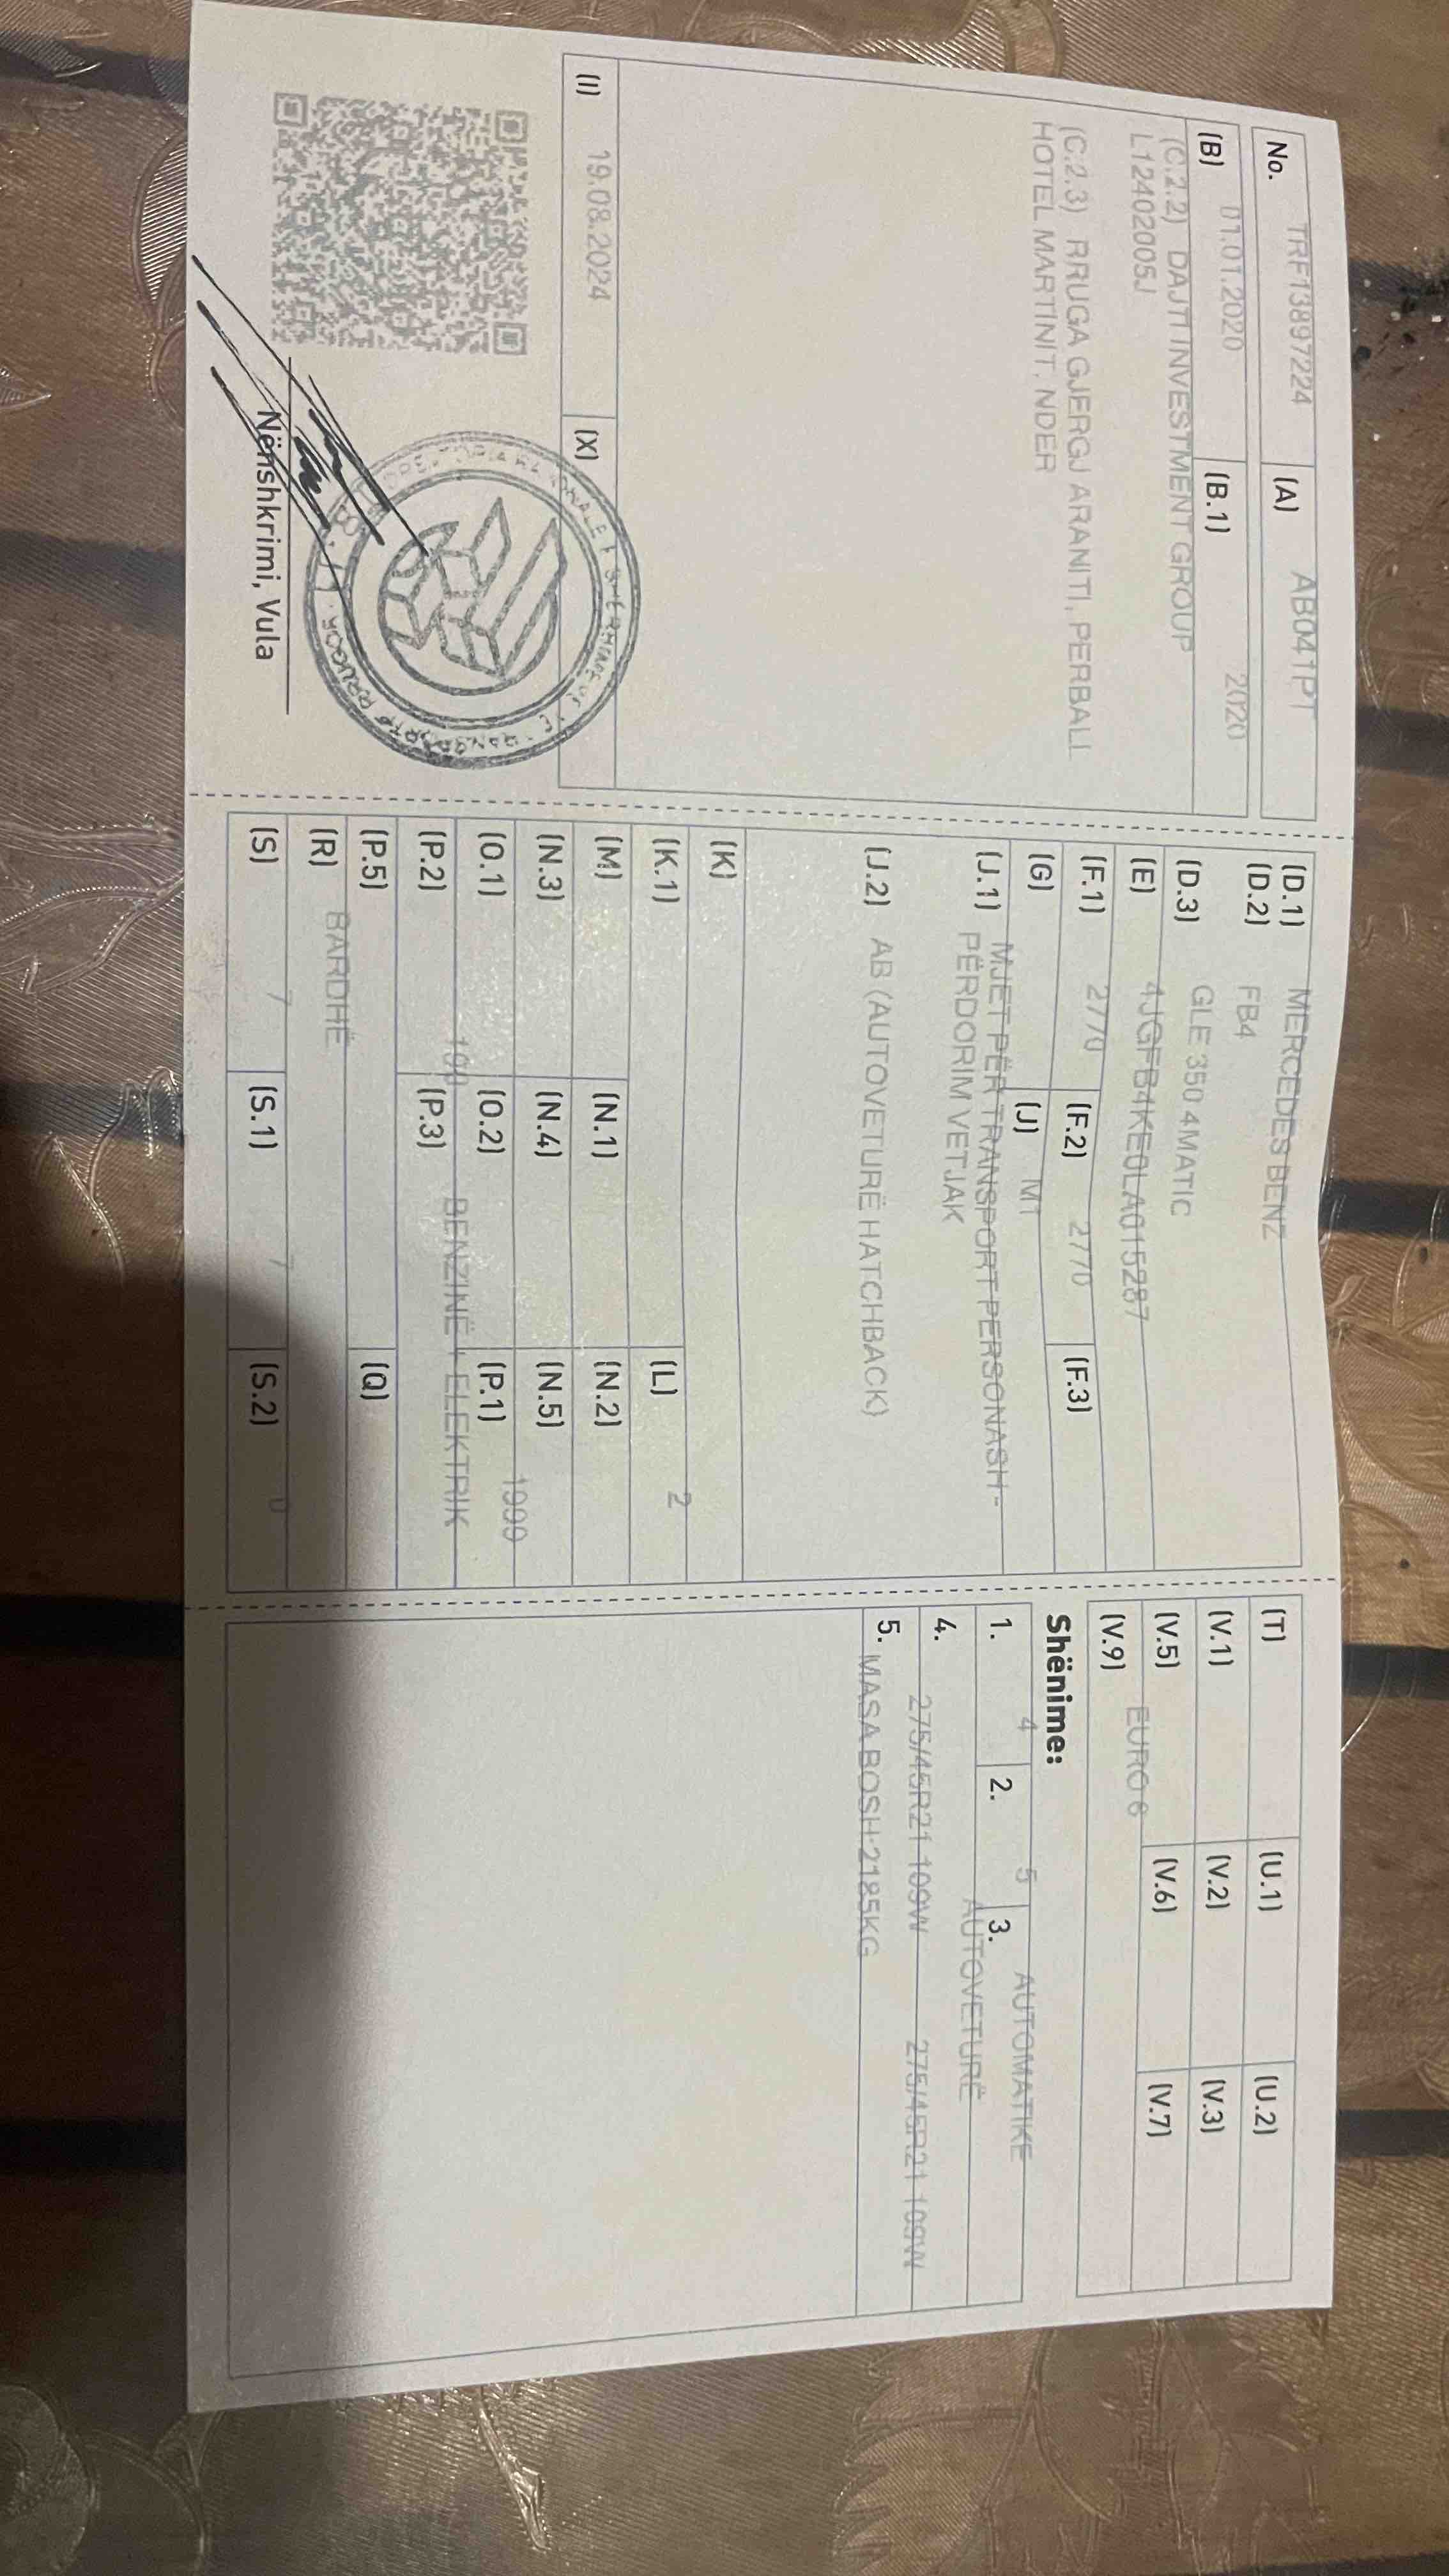 No. TRF13897224 (A) AB041PT
(B) 01.01.2020 (B.1) 2020
(C.2.2) DAJTI INVESTMENT GROUP
L12402005J
(C.2.3) RRUGA GJERGJ ARANITI, PERBALL
HOTEL MARTINIT, NDER
(I) 19.08.2024 (X)
Nënshkrimi, Vula
(D.1) MERCEDES BENZ
(D.2) FB4
(D.3) GLE 350 4MATIC
(E) 4JGFB4KE0LA015287
(F.1) 2770 (F.2) 2770 (F.3)
(G) (J) M1
(J.1) MJET PËR TRANSPORT PERSONASH -
PËRDORIM VETJAK
(J.2) AB (AUTOVETURË HATCHBACK)
(K)
(K.1) (L) 2
(M) (N.1) (N.2)
(N.3) (N.4) (N.5)
(O.1) (O.2) (P.1) 1999
(P.2) (P.3) BENZINË + ELEKTRIK
(P.5) (Q)
(R) BARDHË
(S) 7 (S.1) 7 (S.2) 0
(T) (U.1) (U.2)
(V.1) (V.2) (V.3)
(V.5) (V.6) (V.7)
(V.9) EURO 6
Shënime:
1. 4 2. 5 3. AUTOMATIKE
AUTOVETURË
4. 275/45R21 109W 275/45R21 109W
5. MASA BOSH:2185KG